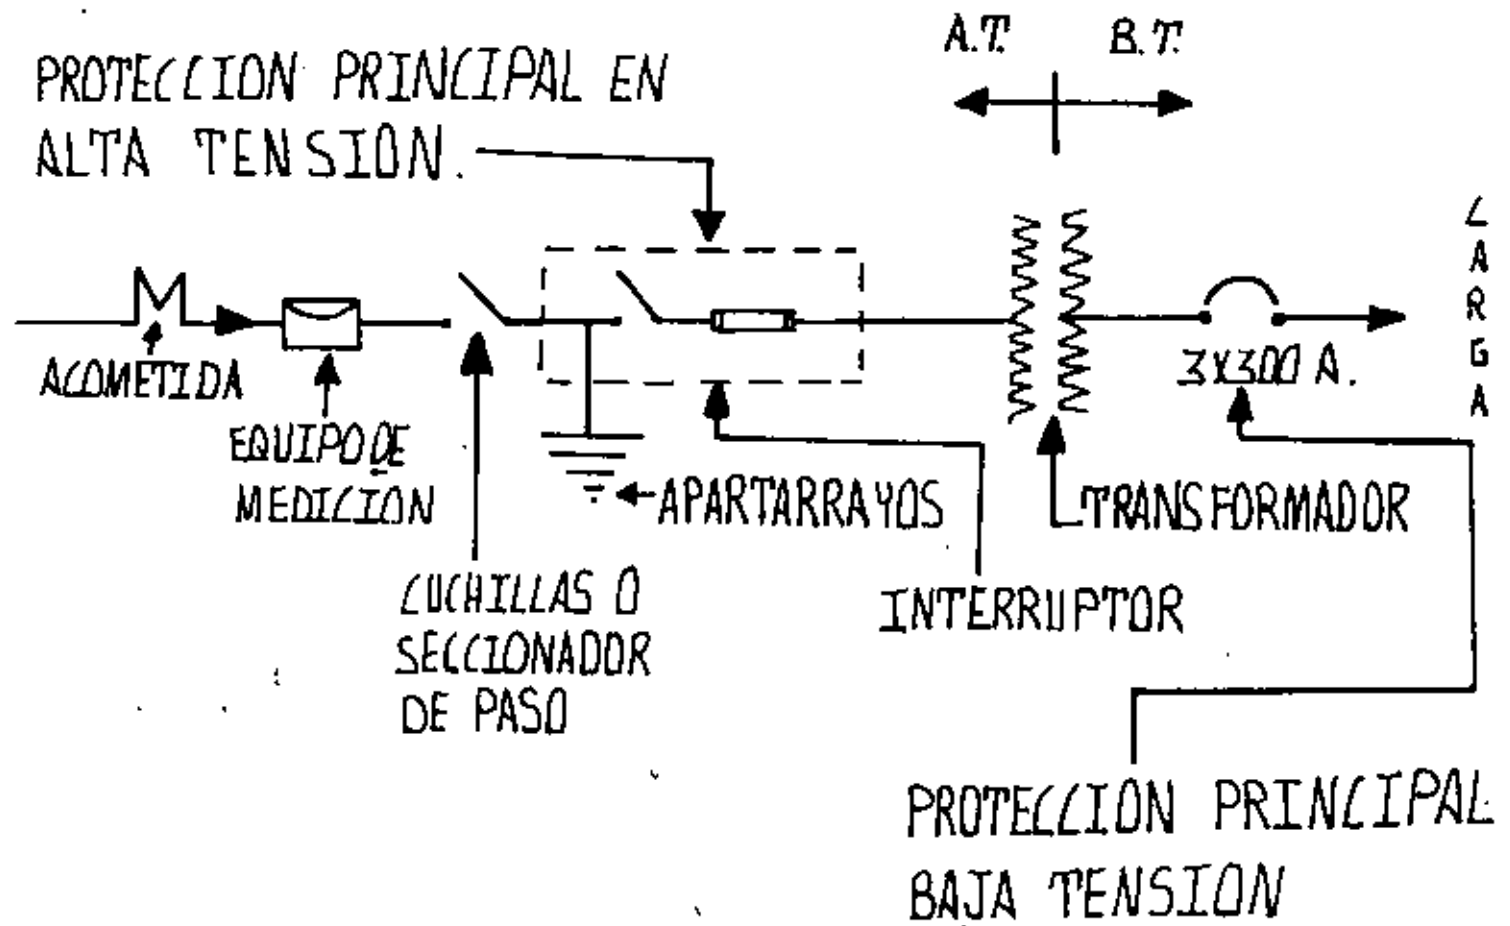 A.T. B.T.
PROTECCION PRINCIPAL EN
ALTA TENSION.
ACOMETIDA
EQUIPO DE
MEDICION
CUCHILLAS O
SECCIONADOR
DE PASO
APARTARRAYOS
INTERRUPTOR
TRANSFORMADOR
3X300 A.
CARGA
PROTECCION PRINCIPAL
BAJA TENSION